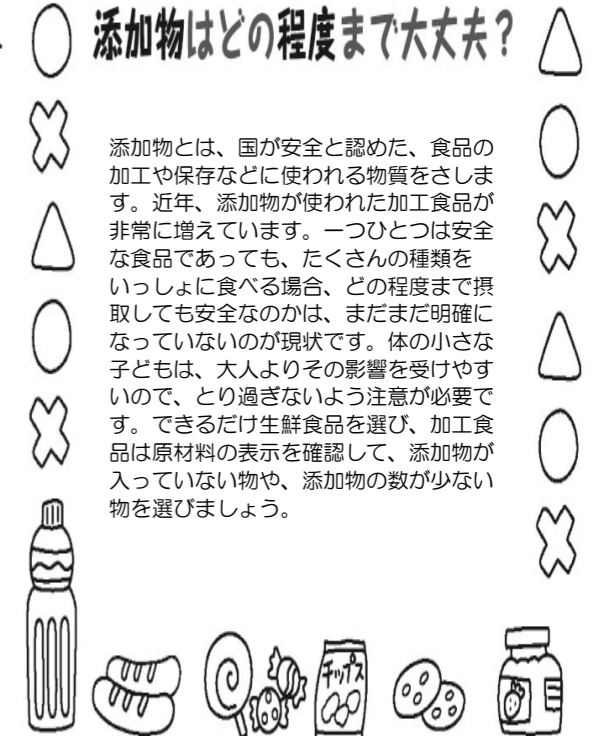 添加物はどの程度まで大丈夫？
添加物とは、国が安全と認めた、食品の
加工や保存などに使われる物質をさしま
す。近年、添加物が使われた加工食品が
非常に増えています。一つひとつは安全
な食品であっても、たくさんの種類を
いっしょに食べる場合、どの程度まで摂
取しても安全なのかは、まだまだ明確に
なっていないのが現状です。体の小さな
子どもは、大人よりその影響を受けやす
いので、とり過ぎないよう注意が必要で
す。できるだけ生鮮食品を選び、加工食
品は原材料の表示を確認して、添加物が
入っていない物や、添加物の数が少ない
物を選びましょう。
チップス